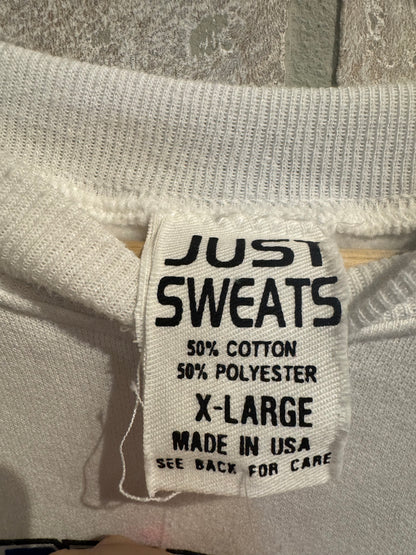 JUST
SWEATS
50% COTTON
50% POLYESTER
X-LARGE
MADE IN USA
SEE BACK FOR CARE